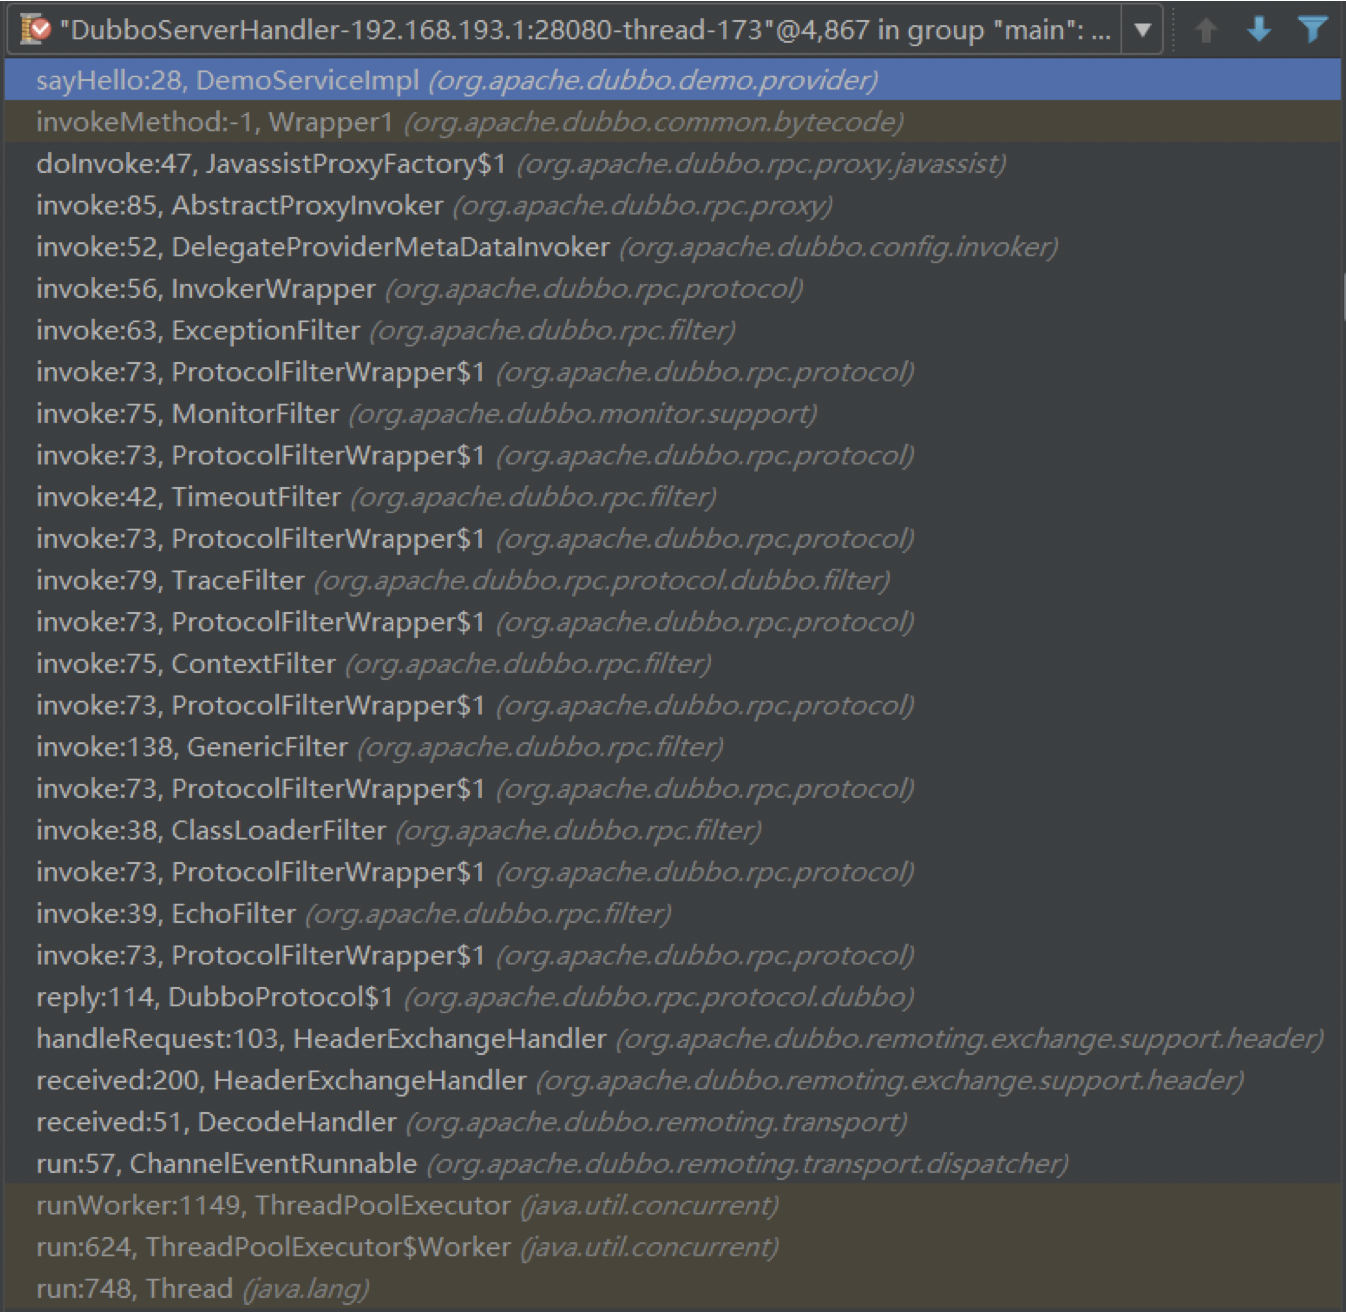 "DubboServerHandler-192.168.193.1:28080-thread-173"@4,867 in group "main": ...
sayHello:28, DemoServiceImpl (org.apache.dubbo.demo.provider)
invokeMethod:-1, Wrapper1 (org.apache.dubbo.common.bytecode)
doInvoke:47, JavassistProxyFactory$1 (org.apache.dubbo.rpc.proxy.javassist)
invoke:85, AbstractProxyInvoker (org.apache.dubbo.rpc.proxy)
invoke:52, DelegateProviderMetaDataInvoker (org.apache.dubbo.config.invoker)
invoke:56, InvokerWrapper (org.apache.dubbo.rpc.protocol)
invoke:63, ExceptionFilter (org.apache.dubbo.rpc.filter)
invoke:73, ProtocolFilterWrapper$1 (org.apache.dubbo.rpc.protocol)
invoke:75, MonitorFilter (org.apache.dubbo.monitor.support)
invoke:73, ProtocolFilterWrapper$1 (org.apache.dubbo.rpc.protocol)
invoke:42, TimeoutFilter (org.apache.dubbo.rpc.filter)
invoke:73, ProtocolFilterWrapper$1 (org.apache.dubbo.rpc.protocol)
invoke:79, TraceFilter (org.apache.dubbo.rpc.protocol.dubbo.filter)
invoke:73, ProtocolFilterWrapper$1 (org.apache.dubbo.rpc.protocol)
invoke:75, ContextFilter (org.apache.dubbo.rpc.filter)
invoke:73, ProtocolFilterWrapper$1 (org.apache.dubbo.rpc.protocol)
invoke:138, GenericFilter (org.apache.dubbo.rpc.filter)
invoke:73, ProtocolFilterWrapper$1 (org.apache.dubbo.rpc.protocol)
invoke:38, ClassLoaderFilter (org.apache.dubbo.rpc.filter)
invoke:73, ProtocolFilterWrapper$1 (org.apache.dubbo.rpc.protocol)
invoke:39, EchoFilter (org.apache.dubbo.rpc.filter)
invoke:73, ProtocolFilterWrapper$1 (org.apache.dubbo.rpc.protocol)
reply:114, DubboProtocol$1 (org.apache.dubbo.rpc.protocol.dubbo)
handleRequest:103, HeaderExchangeHandler (org.apache.dubbo.remoting.exchange.support.header)
received:200, HeaderExchangeHandler (org.apache.dubbo.remoting.exchange.support.header)
received:51, DecodeHandler (org.apache.dubbo.remoting.transport)
run:57, ChannelEventRunnable (org.apache.dubbo.remoting.transport.dispatcher)
runWorker:1149, ThreadPoolExecutor (java.util.concurrent)
run:624, ThreadPoolExecutor$Worker (java.util.concurrent)
run:748, Thread (java.lang)